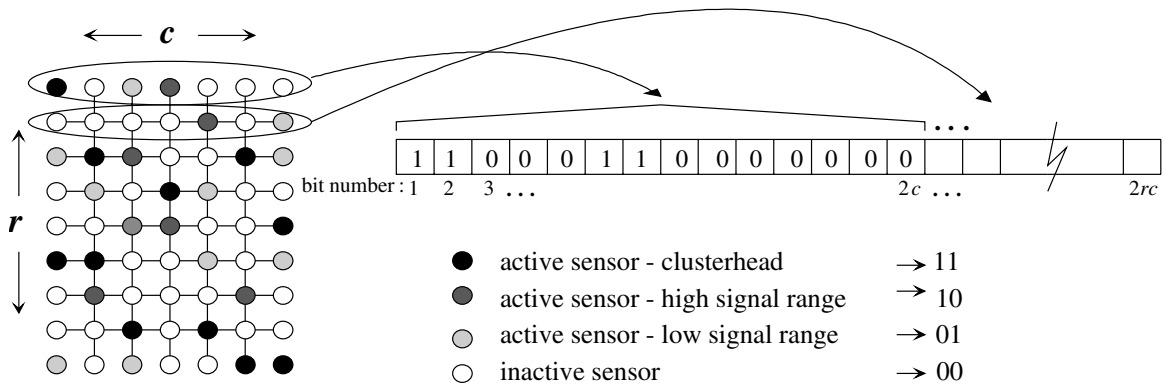 c
r
. . .
1 1 0 0 0 1 1 0 0 0 0 0 0 0
bit number : 1 2 3 . . . 2c . . . 2rc
active sensor - clusterhead → 11
active sensor - high signal range → 10
active sensor - low signal range → 01
inactive sensor → 00